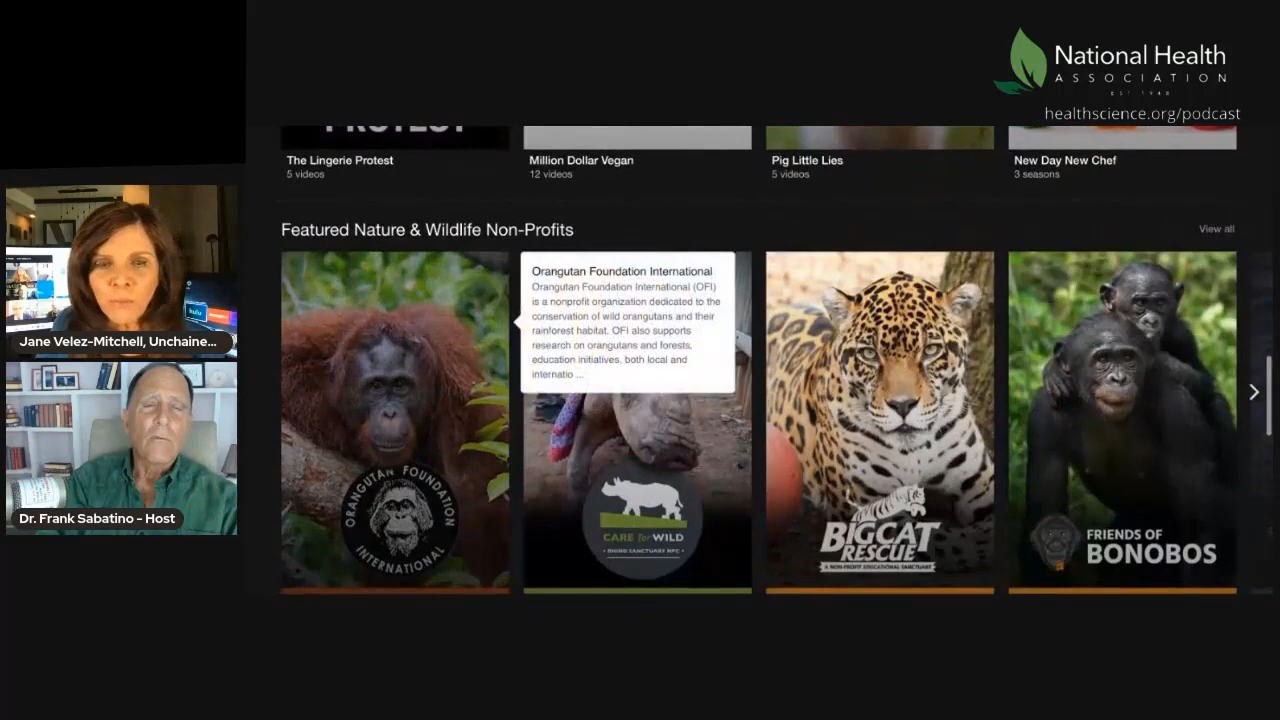 National Health
ASSOCIATION
EST 1948
healthscience.org/podcast
PROTEST
The Lingerie Protest
5 videos
Million Dollar Vegan
12 videos
Pig Little Lies
5 videos
New Day New Chef
3 seasons
Featured Nature & Wildlife Non-Profits
View all
Orangutan Foundation International
Orangutan Foundation International (OFI)
is a nonprofit organization dedicated to the
conservation of wild orangutans and their
rainforest habitat. OFI also supports
research on orangutans and forests,
education initiatives, both local and
internatio ...
ORANGUTAN FOUNDATION
INTERNATIONAL
CARE for WILD
• RHINO SANCTUARY NPC •
BIGCAT
RESCUE
A NON-PROFIT EDUCATIONAL SANCTUARY
FRIENDS OF
BONOBOS
hulu
Jane Velez-Mitchell, Unchaine...
Dr. Frank Sabatino - Host